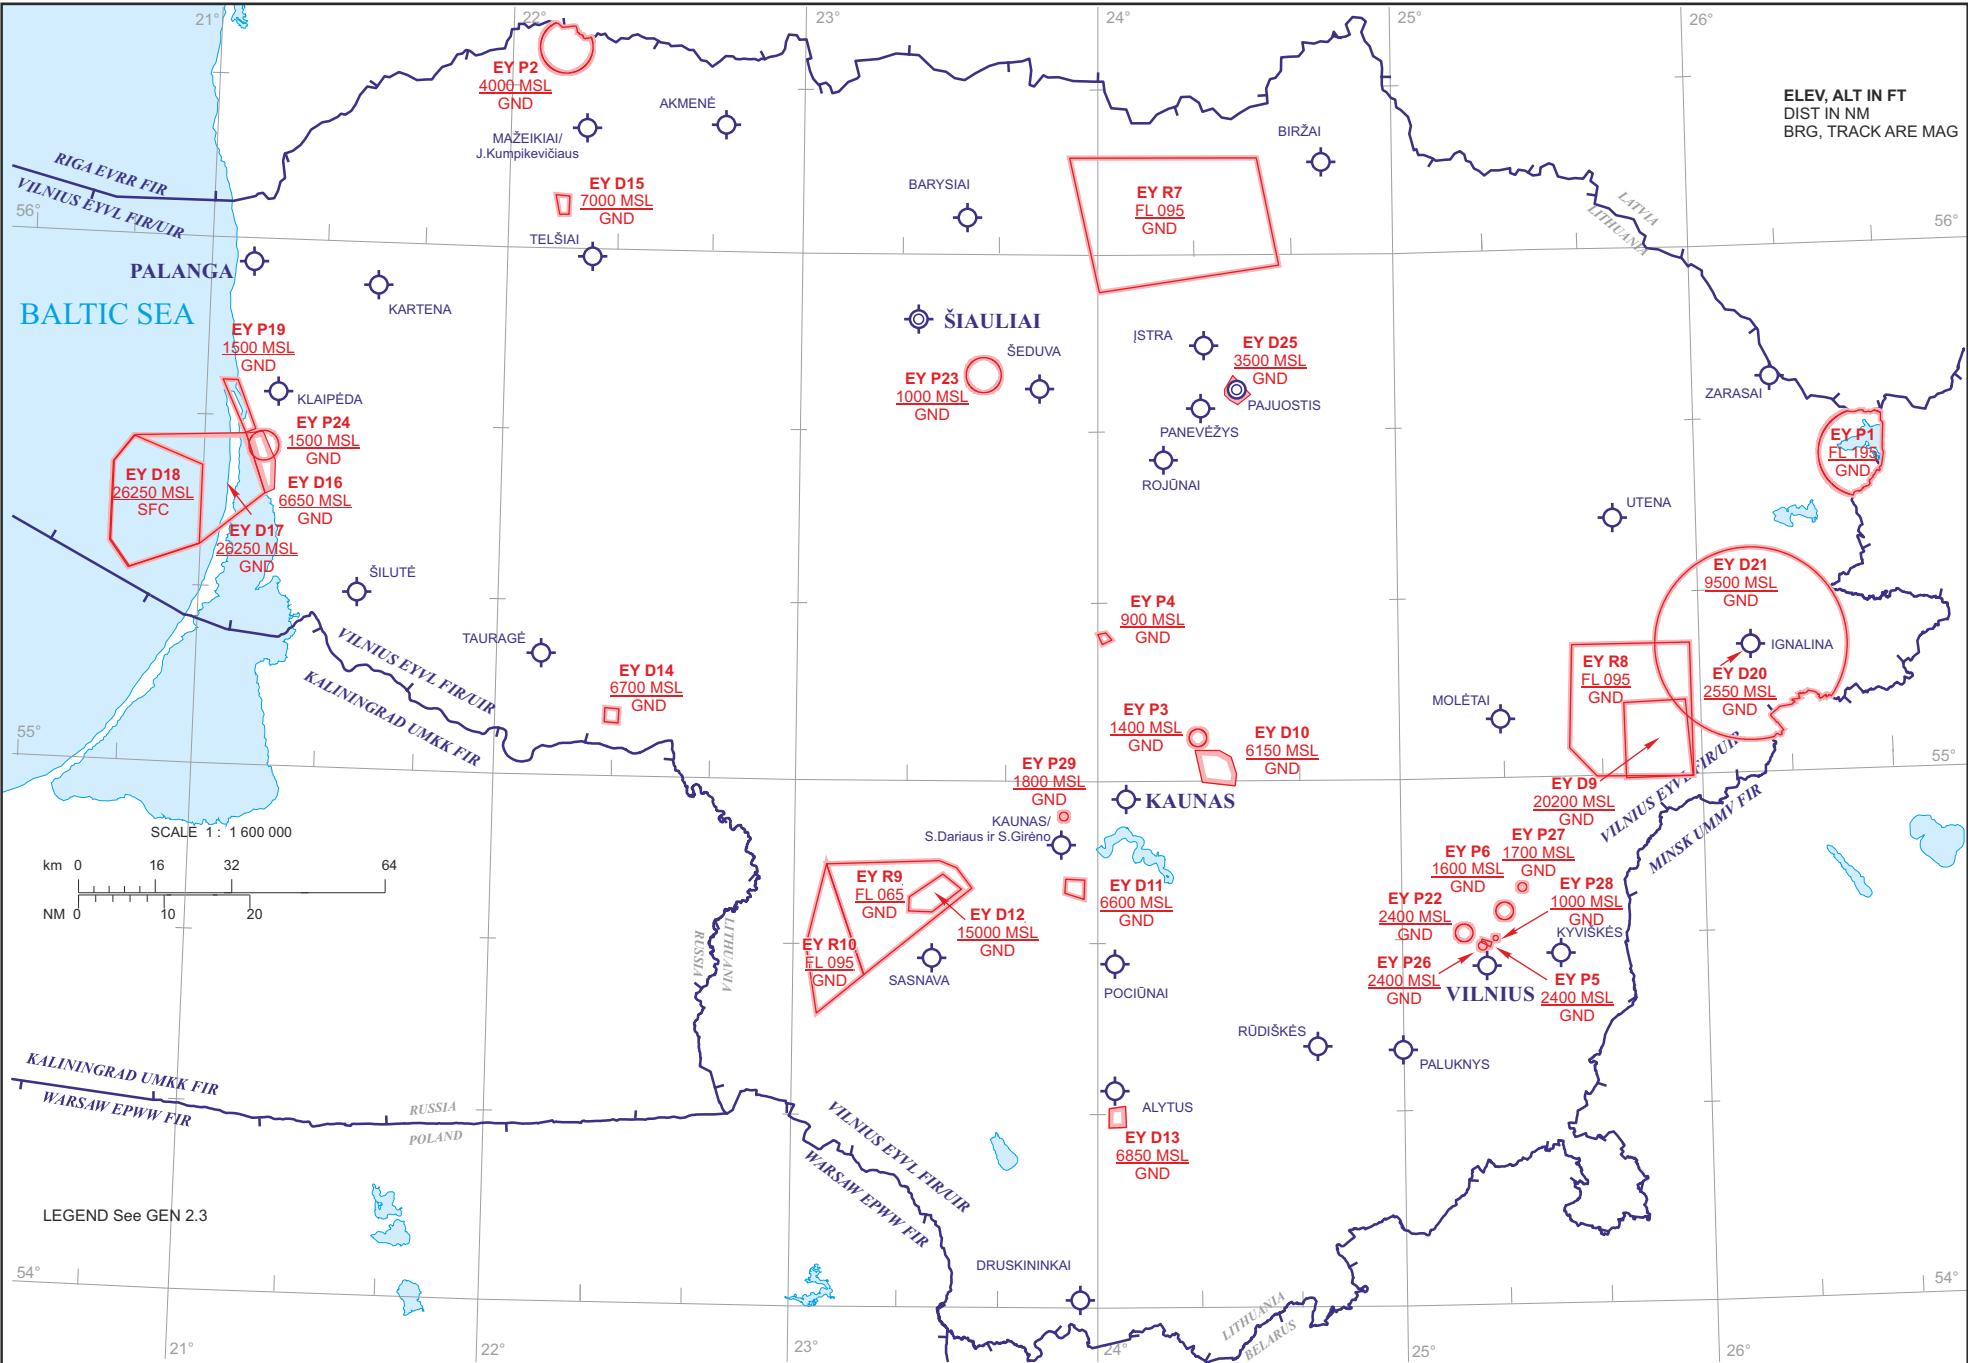 21°
22°
23°
24°
25°
26°
EY P2
4000 MSL
GND
AKMENĖ
MAŽEIKIAI/
J.Kumpikevičiaus
BIRŽAI
ELEV, ALT IN FT
DIST IN NM
BRG, TRACK ARE MAG
RIGA EVRR FIR
VILNIUS EYVL FIR/UIR
56°
EY D15
7000 MSL
GND
BARYSIAI
EY R7
FL 095
GND
LATVIA
LITHUANIA
56°
TELŠIAI
PALANGA
KARTENA
BALTIC SEA
EY P19
1500 MSL
GND
ŠIAULIAI
ŠEDUVA
ĮSTRA
EY D25
3500 MSL
GND
PAJUOSTIS
EY P23
1000 MSL
GND
KLAIPĖDA
ZARASAI
EY P24
1500 MSL
GND
PANEVĖŽYS
EY P1
FL 195
GND
EY D18
26250 MSL
SFC
EY D16
6650 MSL
GND
ROJŪNAI
UTENA
EY D17
26250 MSL
GND
ŠILUTĖ
EY D21
9500 MSL
GND
EY P4
900 MSL
GND
TAURAGĖ
VILNIUS EYVL FIR/UIR
KALININGRAD UMKK FIR
IGNALINA
EY D14
6700 MSL
GND
EY R8
FL 095
GND
EY D20
2550 MSL
GND
MOLĖTAI
EY P3
1400 MSL
GND
EY D10
6150 MSL
GND
55°
55°
EY P29
1800 MSL
GND
KAUNAS
EY D9
20200 MSL
GND
VILNIUS EYVL FIR/UIR
MINSK UMMV FIR
KAUNAS/
S.Dariaus ir S.Girėno
SCALE 1 : 1 600 000
km 0 16 32 64
NM 0 10 20
EY P27
1700 MSL
EY P6
1600 MSL
GND
EY P28
1000 MSL
GND
EY R9
FL 065
GND
EY D11
6600 MSL
GND
EY P22
2400 MSL
GND
EY D12
15000 MSL
GND
KYVIŠKĖS
EY R10
FL 095
GND
RUSSIA
LITHUANIA
SASNAVA
POCIŪNAI
EY P26
2400 MSL
GND
VILNIUS
EY P5
2400 MSL
GND
RŪDIŠKĖS
PALUKNYS
KALININGRAD UMKK FIR
WARSAW EPWW FIR
RUSSIA
POLAND
VILNIUS EYVL FIR/UIR
WARSAW EPWW FIR
ALYTUS
EY D13
6850 MSL
GND
LEGEND See GEN 2.3
54°
DRUSKININKAI
54°
LITHUANIA
BELARUS
21°
22°
23°
24°
25°
26°